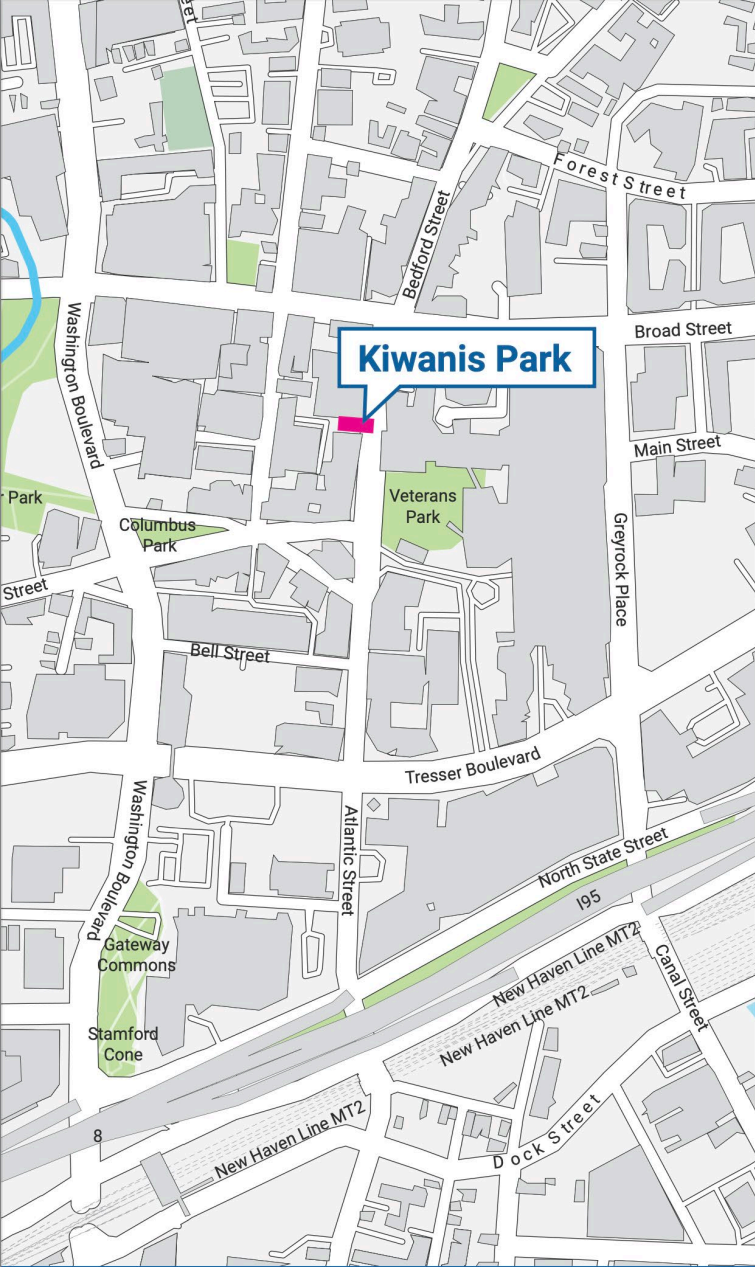 eet
Forest Street
Bedford Street
Washington Boulevard
Broad Street
Kiwanis Park
Main Street
r Park
Veterans
Park
Columbus
Park
Greyrock Place
Street
Bell Street
Tresser Boulevard
Washington Boulevard
Atlantic Street
North State Street
I95
Gateway
Commons
New Haven Line MT2
Canal Street
New Haven Line MT2
Stamford
Cone
8
New Haven Line MT2
Dock Street